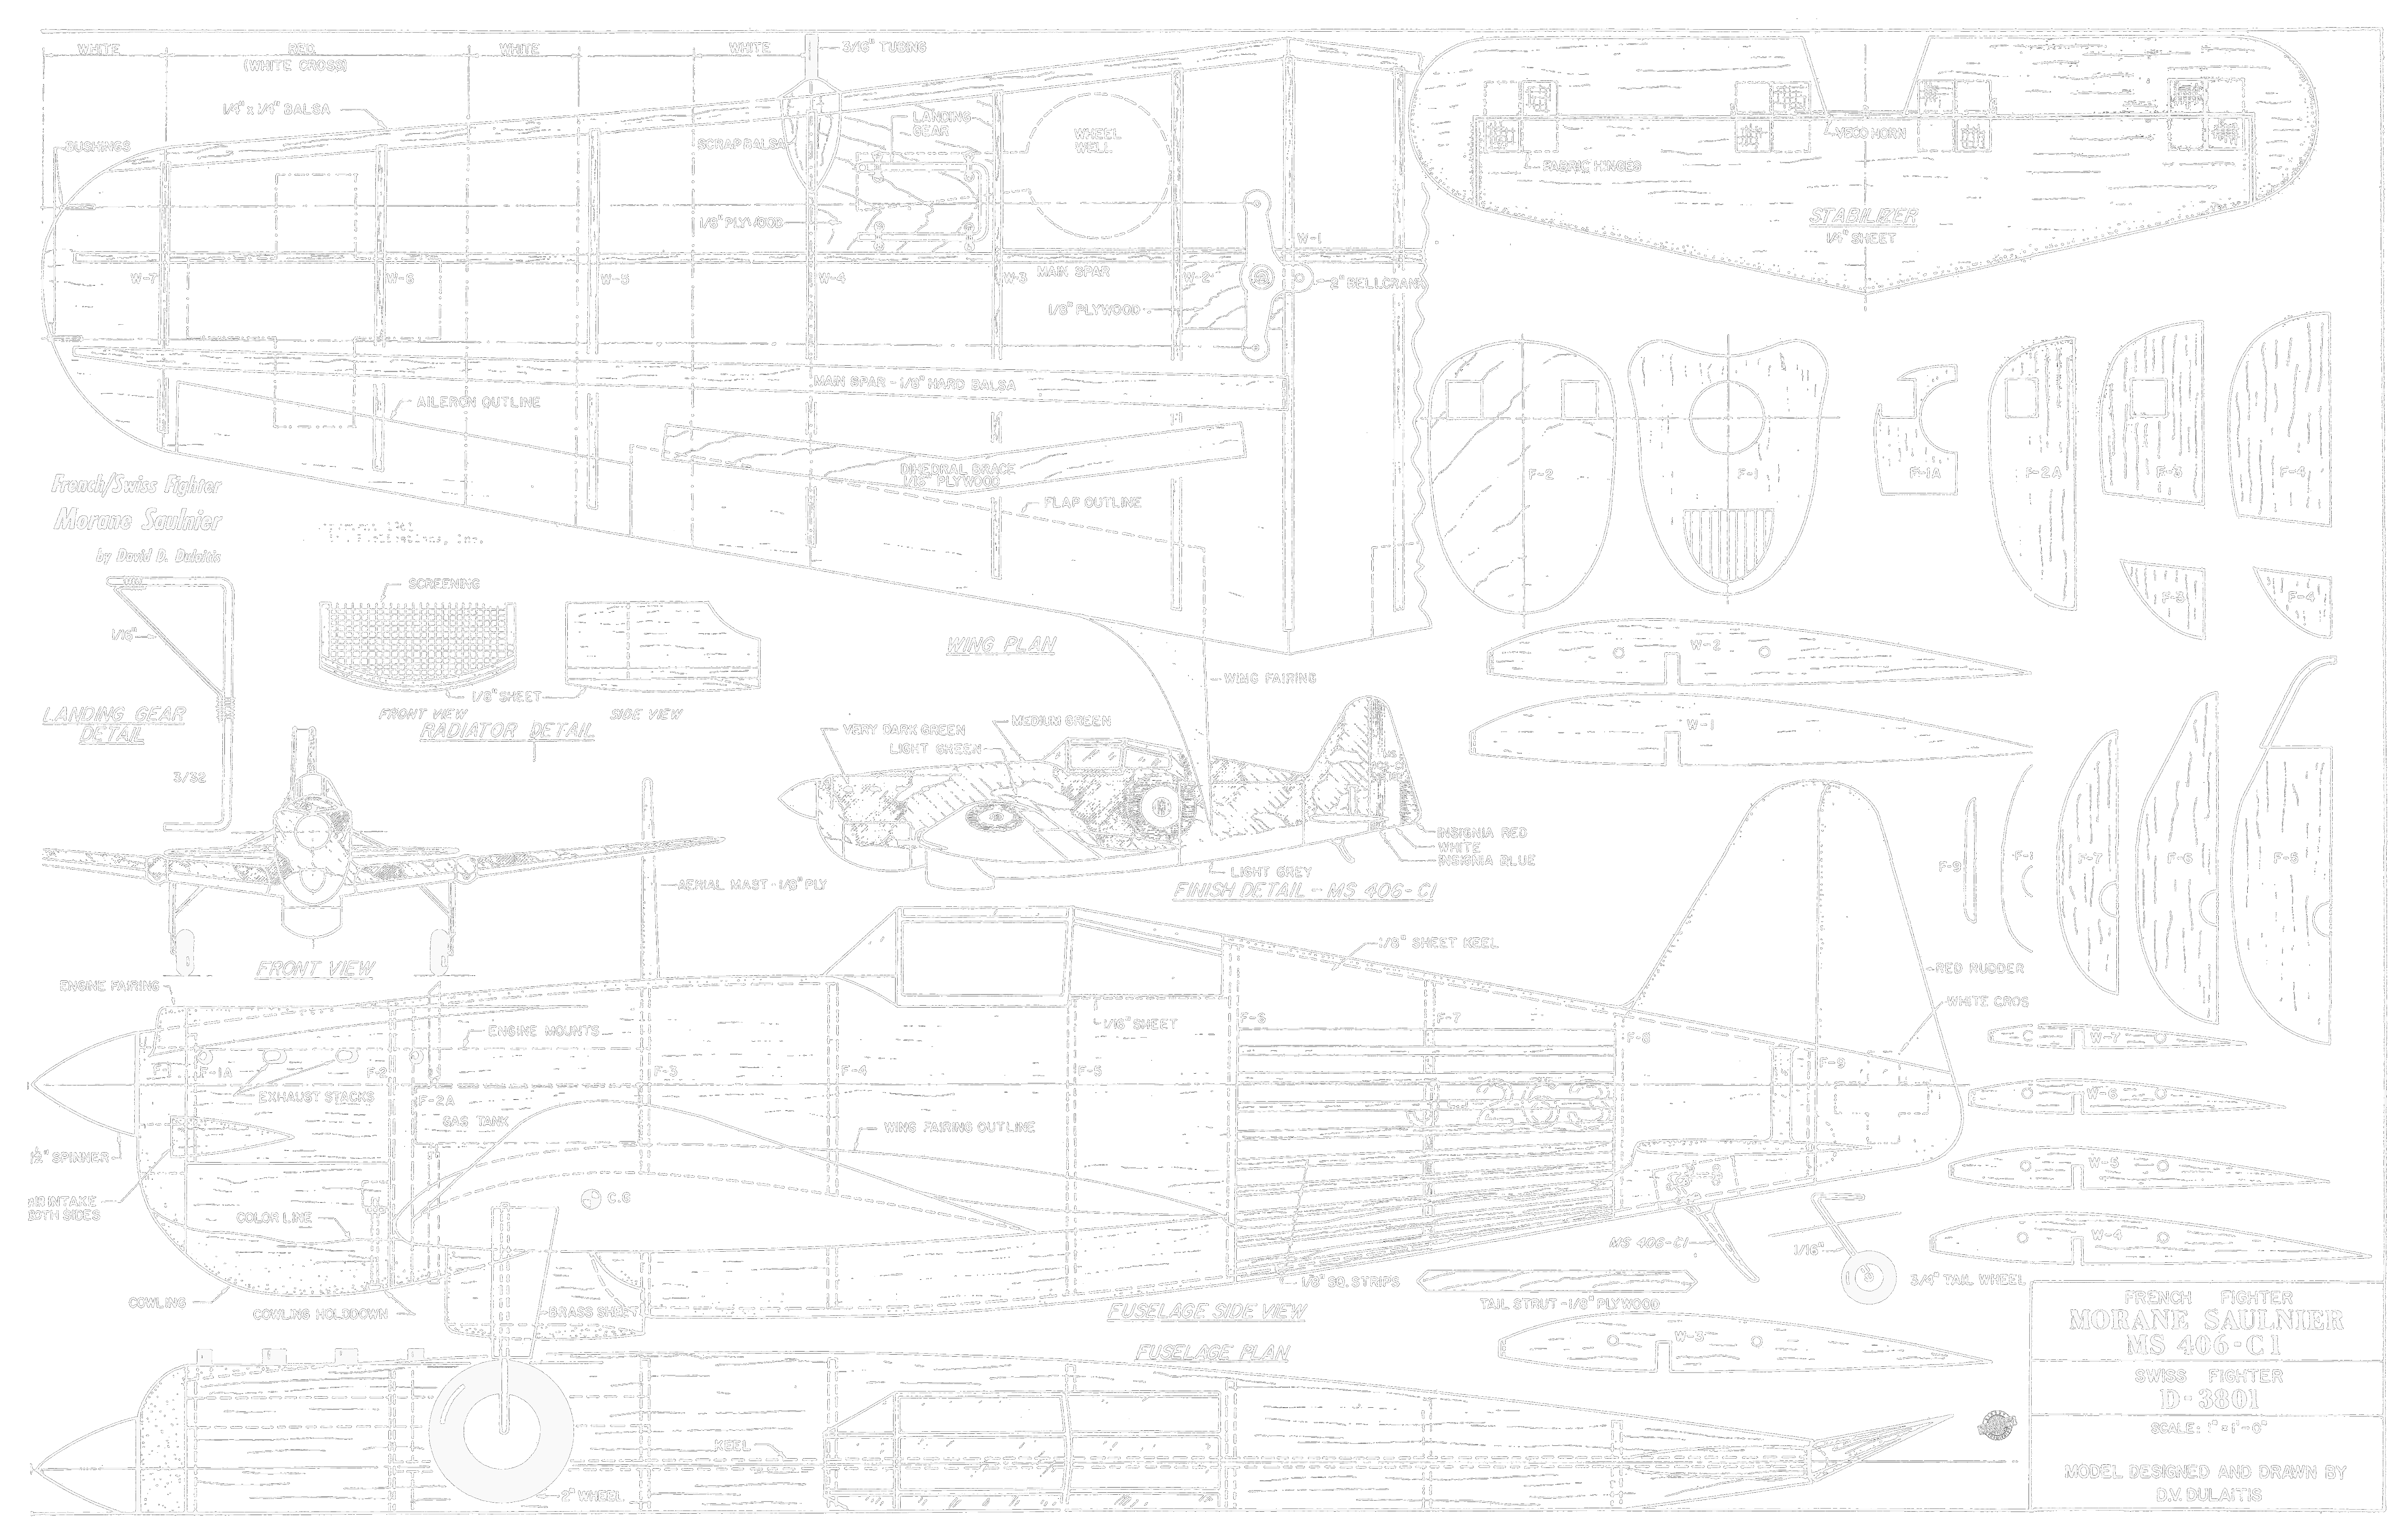 WHITE
RED
(WHITE CROSS)
WHITE
WHITE
3/16" TUBING
1/4" x 1/4" BALSA
BUSHINGS
SCRAP BALSA
LANDING
GEAR
WHEEL
WELL
1/8" PLYWOOD
W-7
W-6
W-5
W-4
W-3
MAIN SPAR
W-2
W-1
2" BELLCRANK
1/8" PLYWOOD
MAIN SPAR - 1/8" HARD BALSA
AILERON OUTLINE
DIHEDRAL BRACE
1/16" PLYWOOD
FLAP OUTLINE
WING PLAN
WING FAIRING
VECO HORN
FABRIC HINGES
STABILIZER
1/4" SHEET
F-2
F-1
F-1A
F-2A
F-5
F-4
F-3
F-4
W-2
W-1
French/Swiss Fighter
Morane Saulnier
by David D. Dulaitis
SCREENING
1/16"
1/8" SHEET
FRONT VIEW
SIDE VIEW
RADIATOR DETAIL
LANDING GEAR
DETAIL
3/32
VERY DARK GREEN
MEDIUM GREEN
LIGHT GREEN
INSIGNIA RED
WHITE
INSIGNIA BLUE
LIGHT GREY
FINISH DETAIL - MS 406-C1
AERIAL MAST - 1/8" PLY
FRONT VIEW
F-9
F-7
F-6
ENGINE FAIRING
ENGINE MOUNTS
1/8" SHEET KEEL
RED RUDDER
WHITE CROS
1/16" SHEET
F-1
F-1A
F-2
F-2A
F-3
F-4
F-5
F-6
F-7
F-8
F-9
EXHAUST STACKS
GAS TANK
WING FAIRING OUTLINE
SPINNER
AIR INTAKE
BOTH SIDES
COLOR LINE
C.G
COWLING
COWLING HOLDDOWN
BRASS SHEET
1/8" SQ. STRIPS
MS 406-C1
1/16"
3/4" TAIL WHEEL
TAIL STRUT - 1/8" PLYWOOD
FUSELAGE SIDE VIEW
FUSELAGE PLAN
KEEL
2" WHEEL
W-7
W-6
W-5
W-4
W-3
FRENCH FIGHTER
MORANE SAULNIER
MS 406-C1
SWISS FIGHTER
D-3801
SCALE: 1"=1'-6"
MODEL DESIGNED AND DRAWN BY
D.V. DULAITIS